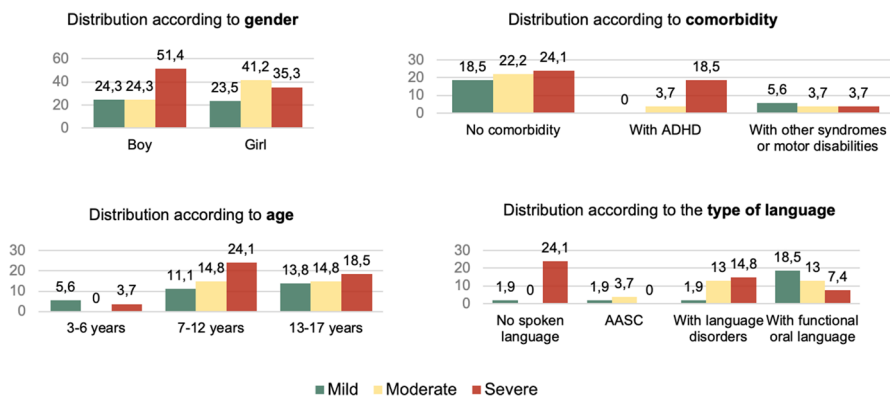 Distribution according to gender
60
40
20
0
24,3 24,3 51,4
23,5 41,2 35,3
Boy Girl
Distribution according to comorbidity
30
20
10
0
18,5 22,2 24,1
0 3,7 18,5
5,6 3,7 3,7
No comorbidity With ADHD With other syndromes
or motor disabilities
Distribution according to age
30
20
10
0
5,6 0 3,7
11,1 14,8 24,1
13,8 14,8 18,5
3-6 years 7-12 years 13-17 years
Distribution according to the type of language
30
20
10
0
1,9 0 24,1
1,9 3,7 0
1,9 13 14,8
18,5 13 7,4
No spoken
language
AASC
With language
disorders
With functional
oral language
Mild Moderate Severe